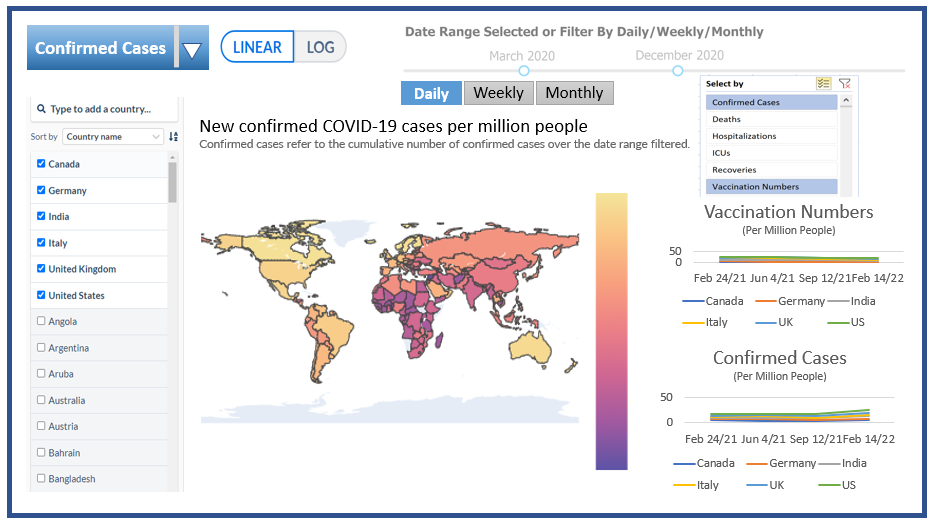 Confirmed Cases
LINEAR LOG
Date Range Selected or Filter By Daily/Weekly/Monthly
March 2020 December 2020
Daily Weekly Monthly
Type to add a country...
Sort by Country name
Canada
Germany
India
Italy
United Kingdom
United States
Angola
Argentina
Aruba
Australia
Austria
Bahrain
Bangladesh
New confirmed COVID-19 cases per million people
Confirmed cases refer to the cumulative number of confirmed cases over the date range filtered.
Select by
Confirmed Cases
Deaths
Hospitalizations
ICUs
Recoveries
Vaccination Numbers
Vaccination Numbers
(Per Million People)
50
0
Feb 24/21 Jun 4/21 Sep 12/21 Feb 14/22
Canada Germany India
Italy UK US
Confirmed Cases
(Per Million People)
50
0
Feb 24/21 Jun 4/21 Sep 12/21 Feb 14/22
Canada Germany India
Italy UK US